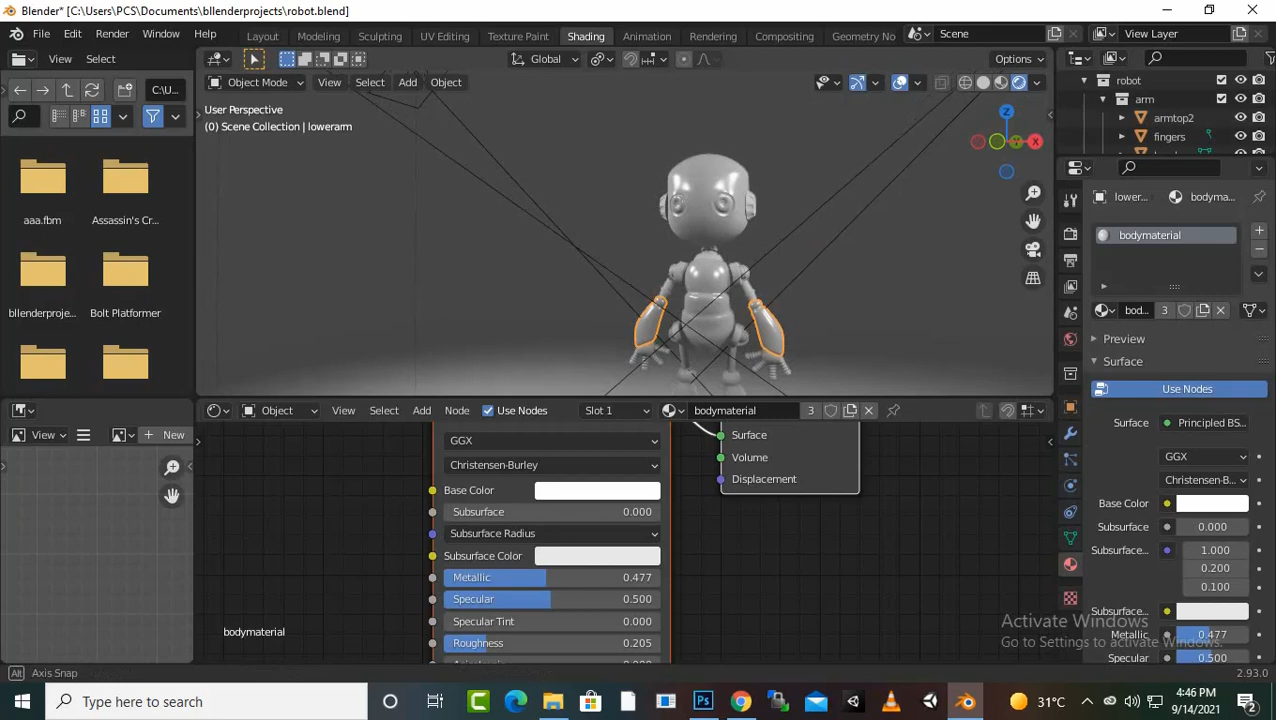 Blender* [C:\Users\PCS\Documents\bllenderprojects\robot.blend]
File Edit Render Window Help Layout Modeling Sculpting UV Editing Texture Paint Shading Animation Rendering Compositing Geometry No Scene View Layer
View Select Global Options
Object Mode View Select Add Object
C:\U...
robot
arm
armtop2
fingers
User Perspective
(0) Scene Collection | lowerarm
Z
X
Y
aaa.fbm Assassin's Cr...
bllenderproje... Bolt Platformer
lower... bodyma...
bodymaterial
bod... 3
Preview
Surface
Use Nodes
Surface Principled BS...
GGX
Christensen-B...
Base Color
Subsurface 0.000
Subsurface... 1.000
0.200
0.100
Subsurface...
Metallic 0.477
Specular 0.500
View New
Object View Select Add Node Use Nodes Slot 1 bodymaterial 3
GGX
Christensen-Burley
Base Color
Subsurface 0.000
Subsurface Radius
Subsurface Color
Metallic 0.477
Specular 0.500
Specular Tint 0.000
Roughness 0.205
Surface
Volume
Displacement
bodymaterial
Activate Windows
Go to Settings to activate Windows.
Alt Axis Snap 2.93.0
Type here to search
31°C
4:46 PM
9/14/2021
2